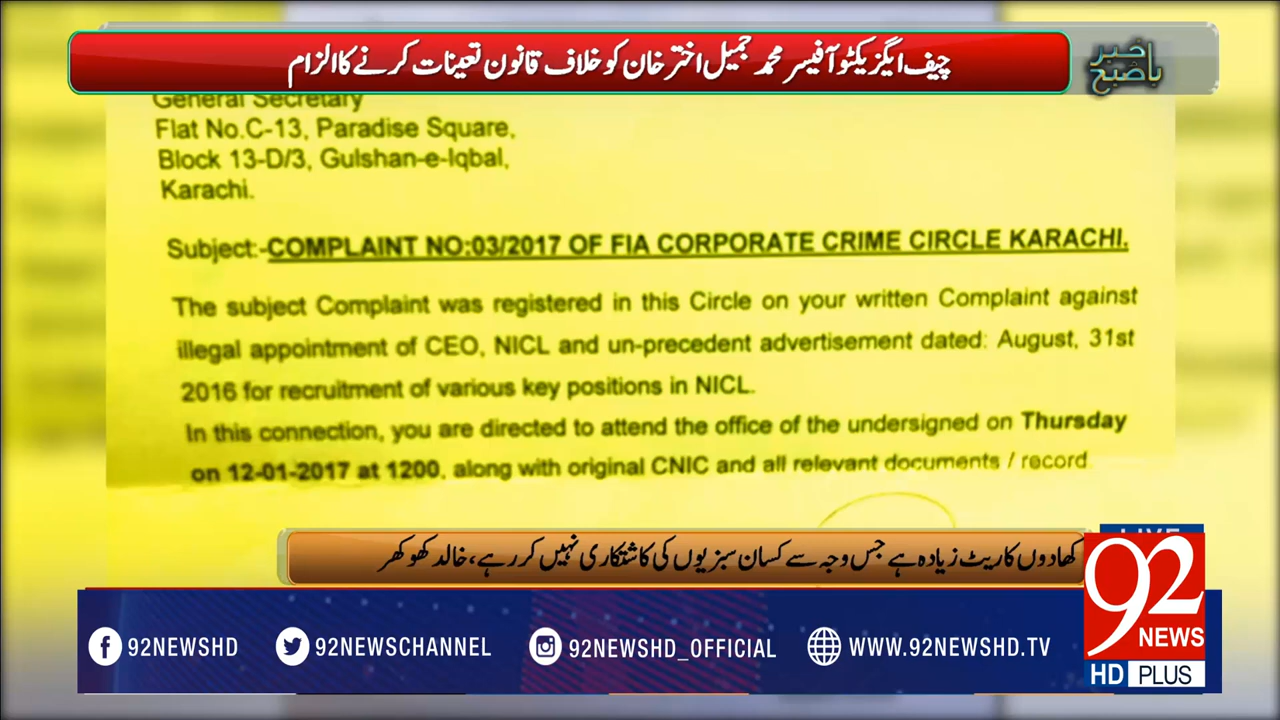 چیف ایگزیکٹو آفیسر محمد جمیل اختر خان کو خلاف قانون تعینات کرنے کا الزام
باخبر صبح
General Secretary
Flat No.C-13, Paradise Square,
Block 13-D/3, Gulshan-e-Iqbal,
Karachi.
Subject:-COMPLAINT NO:03/2017 OF FIA CORPORATE CRIME CIRCLE KARACHI.
The subject Complaint was registered in this Circle on your written Complaint against
illegal appointment of CEO, NICL and un-precedent advertisement dated: August, 31st
2016 for recruitment of various key positions in NICL.
In this connection, you are directed to attend the office of the undersigned on Thursday
on 12-01-2017 at 1200, along with original CNIC and all relevant documents / record
کھادوں کا ریٹ زیادہ ہے جس وجہ سے کسان سبزیوں کی کاشتکاری نہیں کر رہے، خالد کھوکھر
LIVE
92
NEWS
HD PLUS
92NEWSHD
92NEWSCHANNEL
92NEWSHD_OFFICIAL
WWW.92NEWSHD.TV